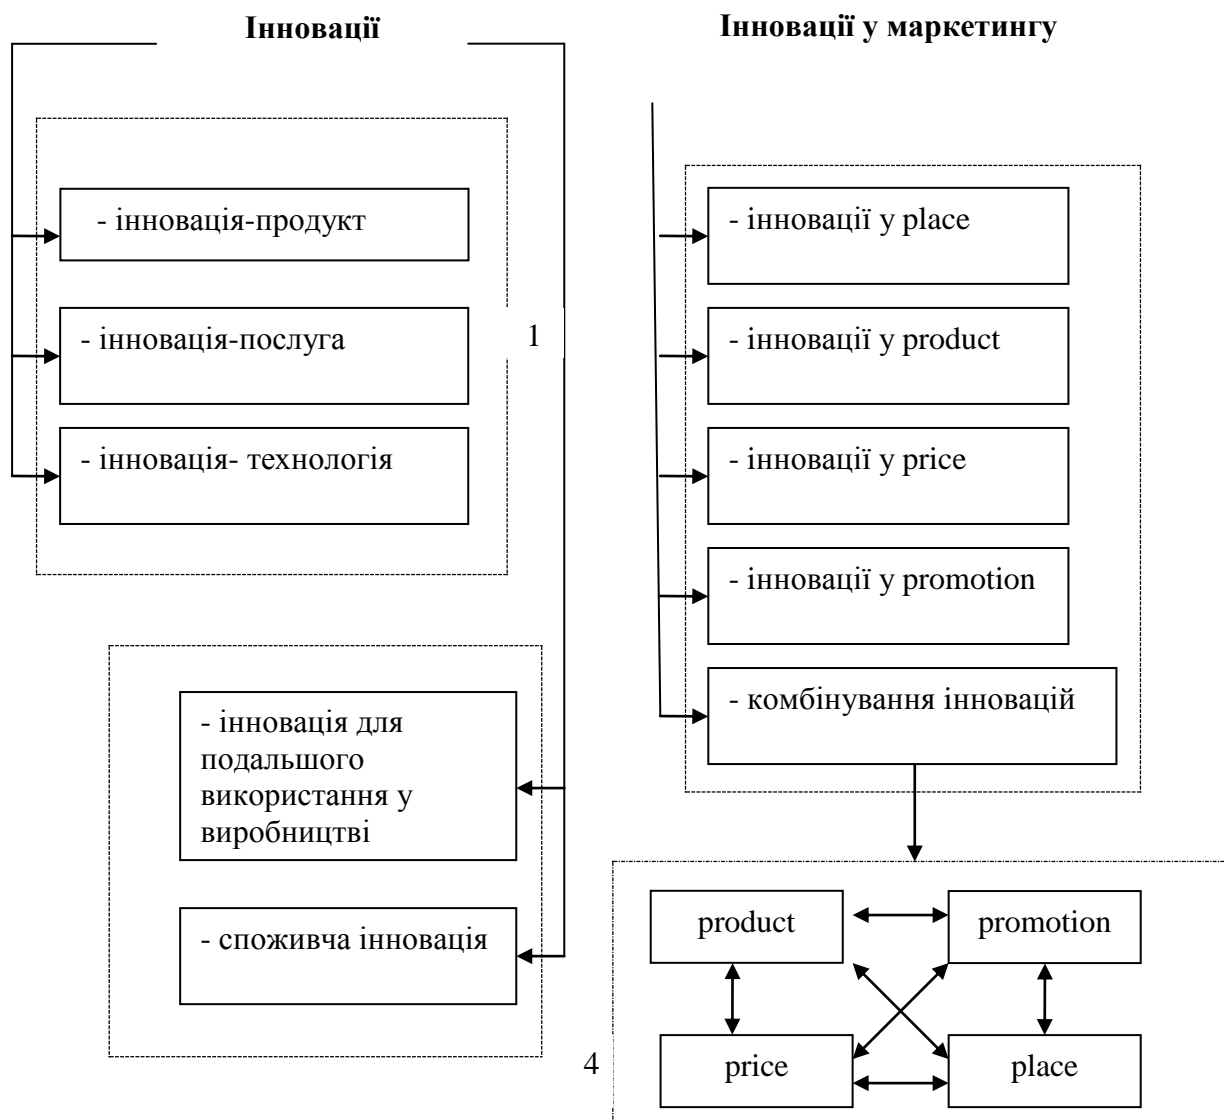 Інновації
- інновація-продукт
- інновація-послуга
1
- інновація- технологія
- інновація для
подальшого
використання у
виробництві
- споживча інновація
Інновації у маркетингу
- інновації у place
- інновації у product
- інновації у price
- інновації у promotion
- комбінування інновацій
product
promotion
4
price
place